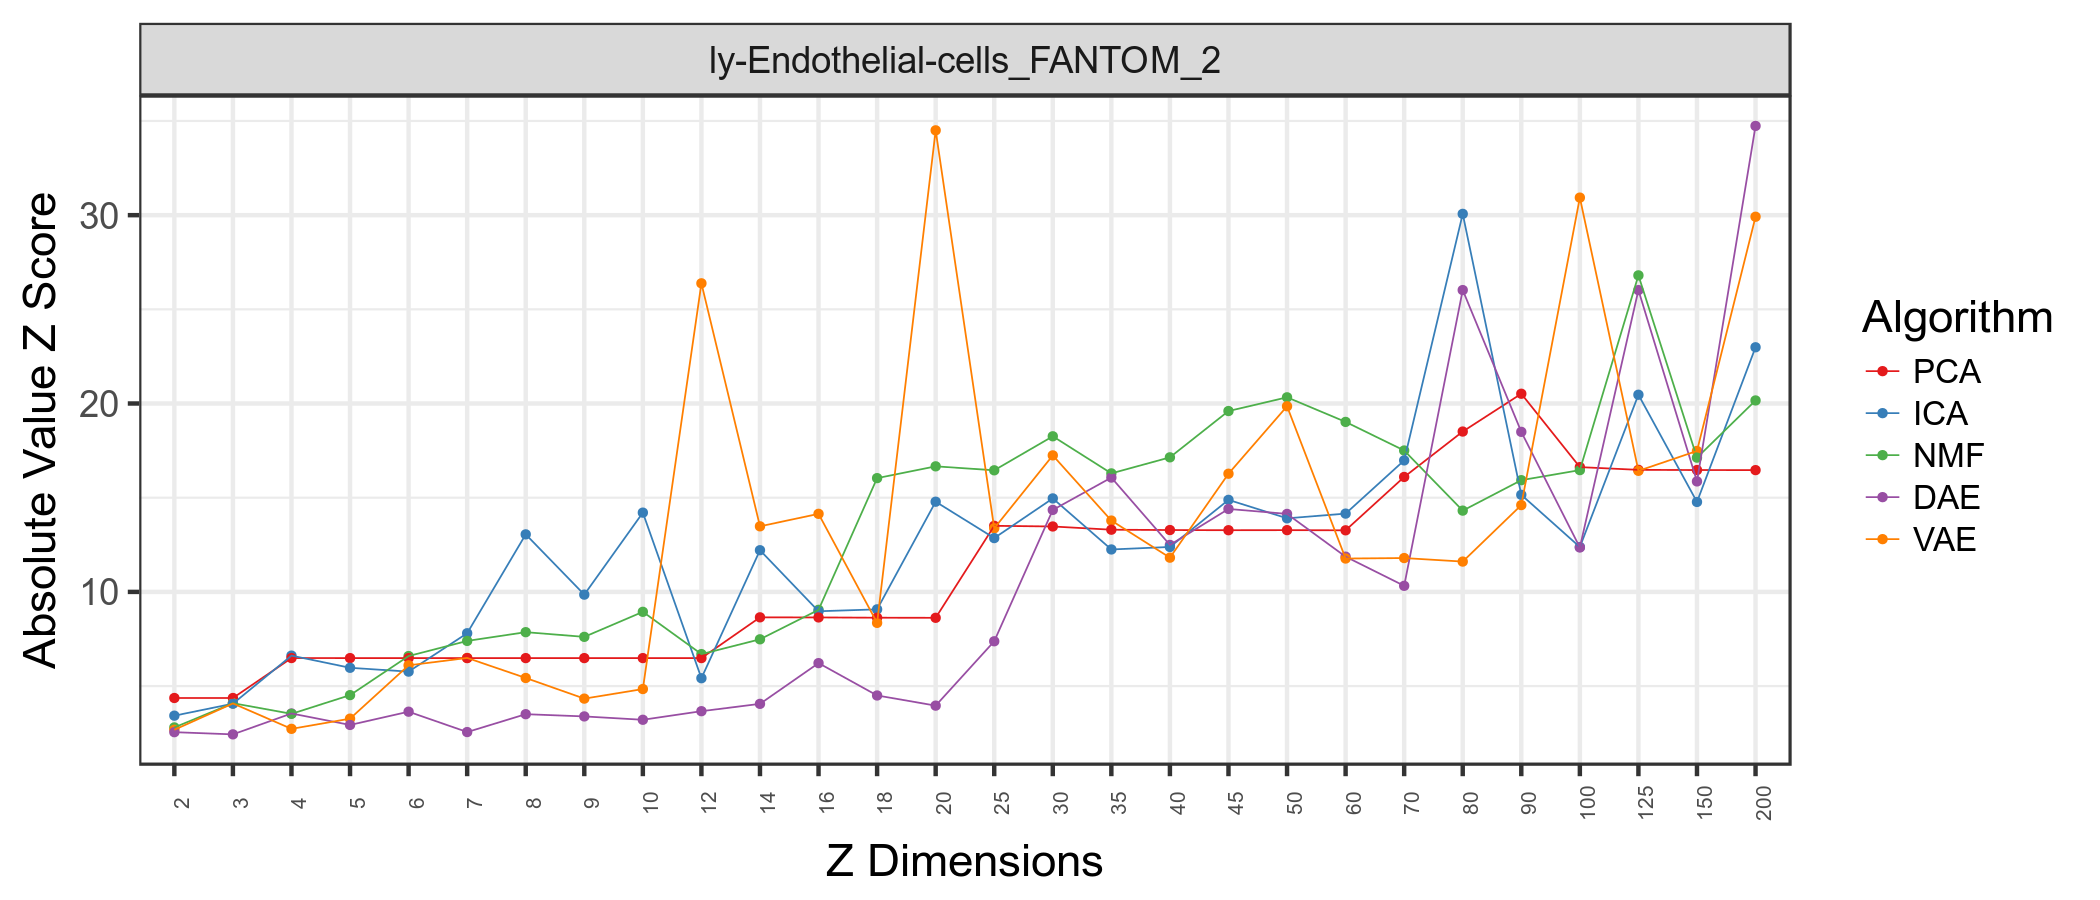 ly-Endothelial-cells_FANTOM_2
Absolute Value Z Score
30
20
10
2 3 4 5 6 7 8 9 10 12 14 16 18 20 25 30 35 40 45 50 60 70 80 90 100 125 150 200
Z Dimensions
Algorithm
PCA
ICA
NMF
DAE
VAE